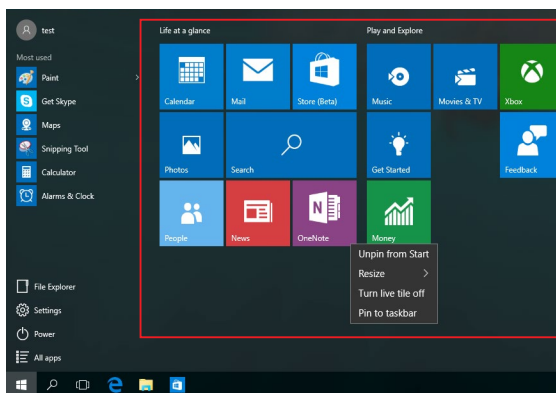 test
Most used
Paint
Get Skype
Maps
Snipping Tool
Calculator
Alarms & Clock
File Explorer
Settings
Power
All apps
Life at a glance
Calendar
Mail
Store (Beta)
Photos
Search
People
News
OneNote
Play and Explore
Music
Movies & TV
Xbox
Get Started
Feedback
Money
Unpin from Start
Resize
Turn live tile off
Pin to taskbar